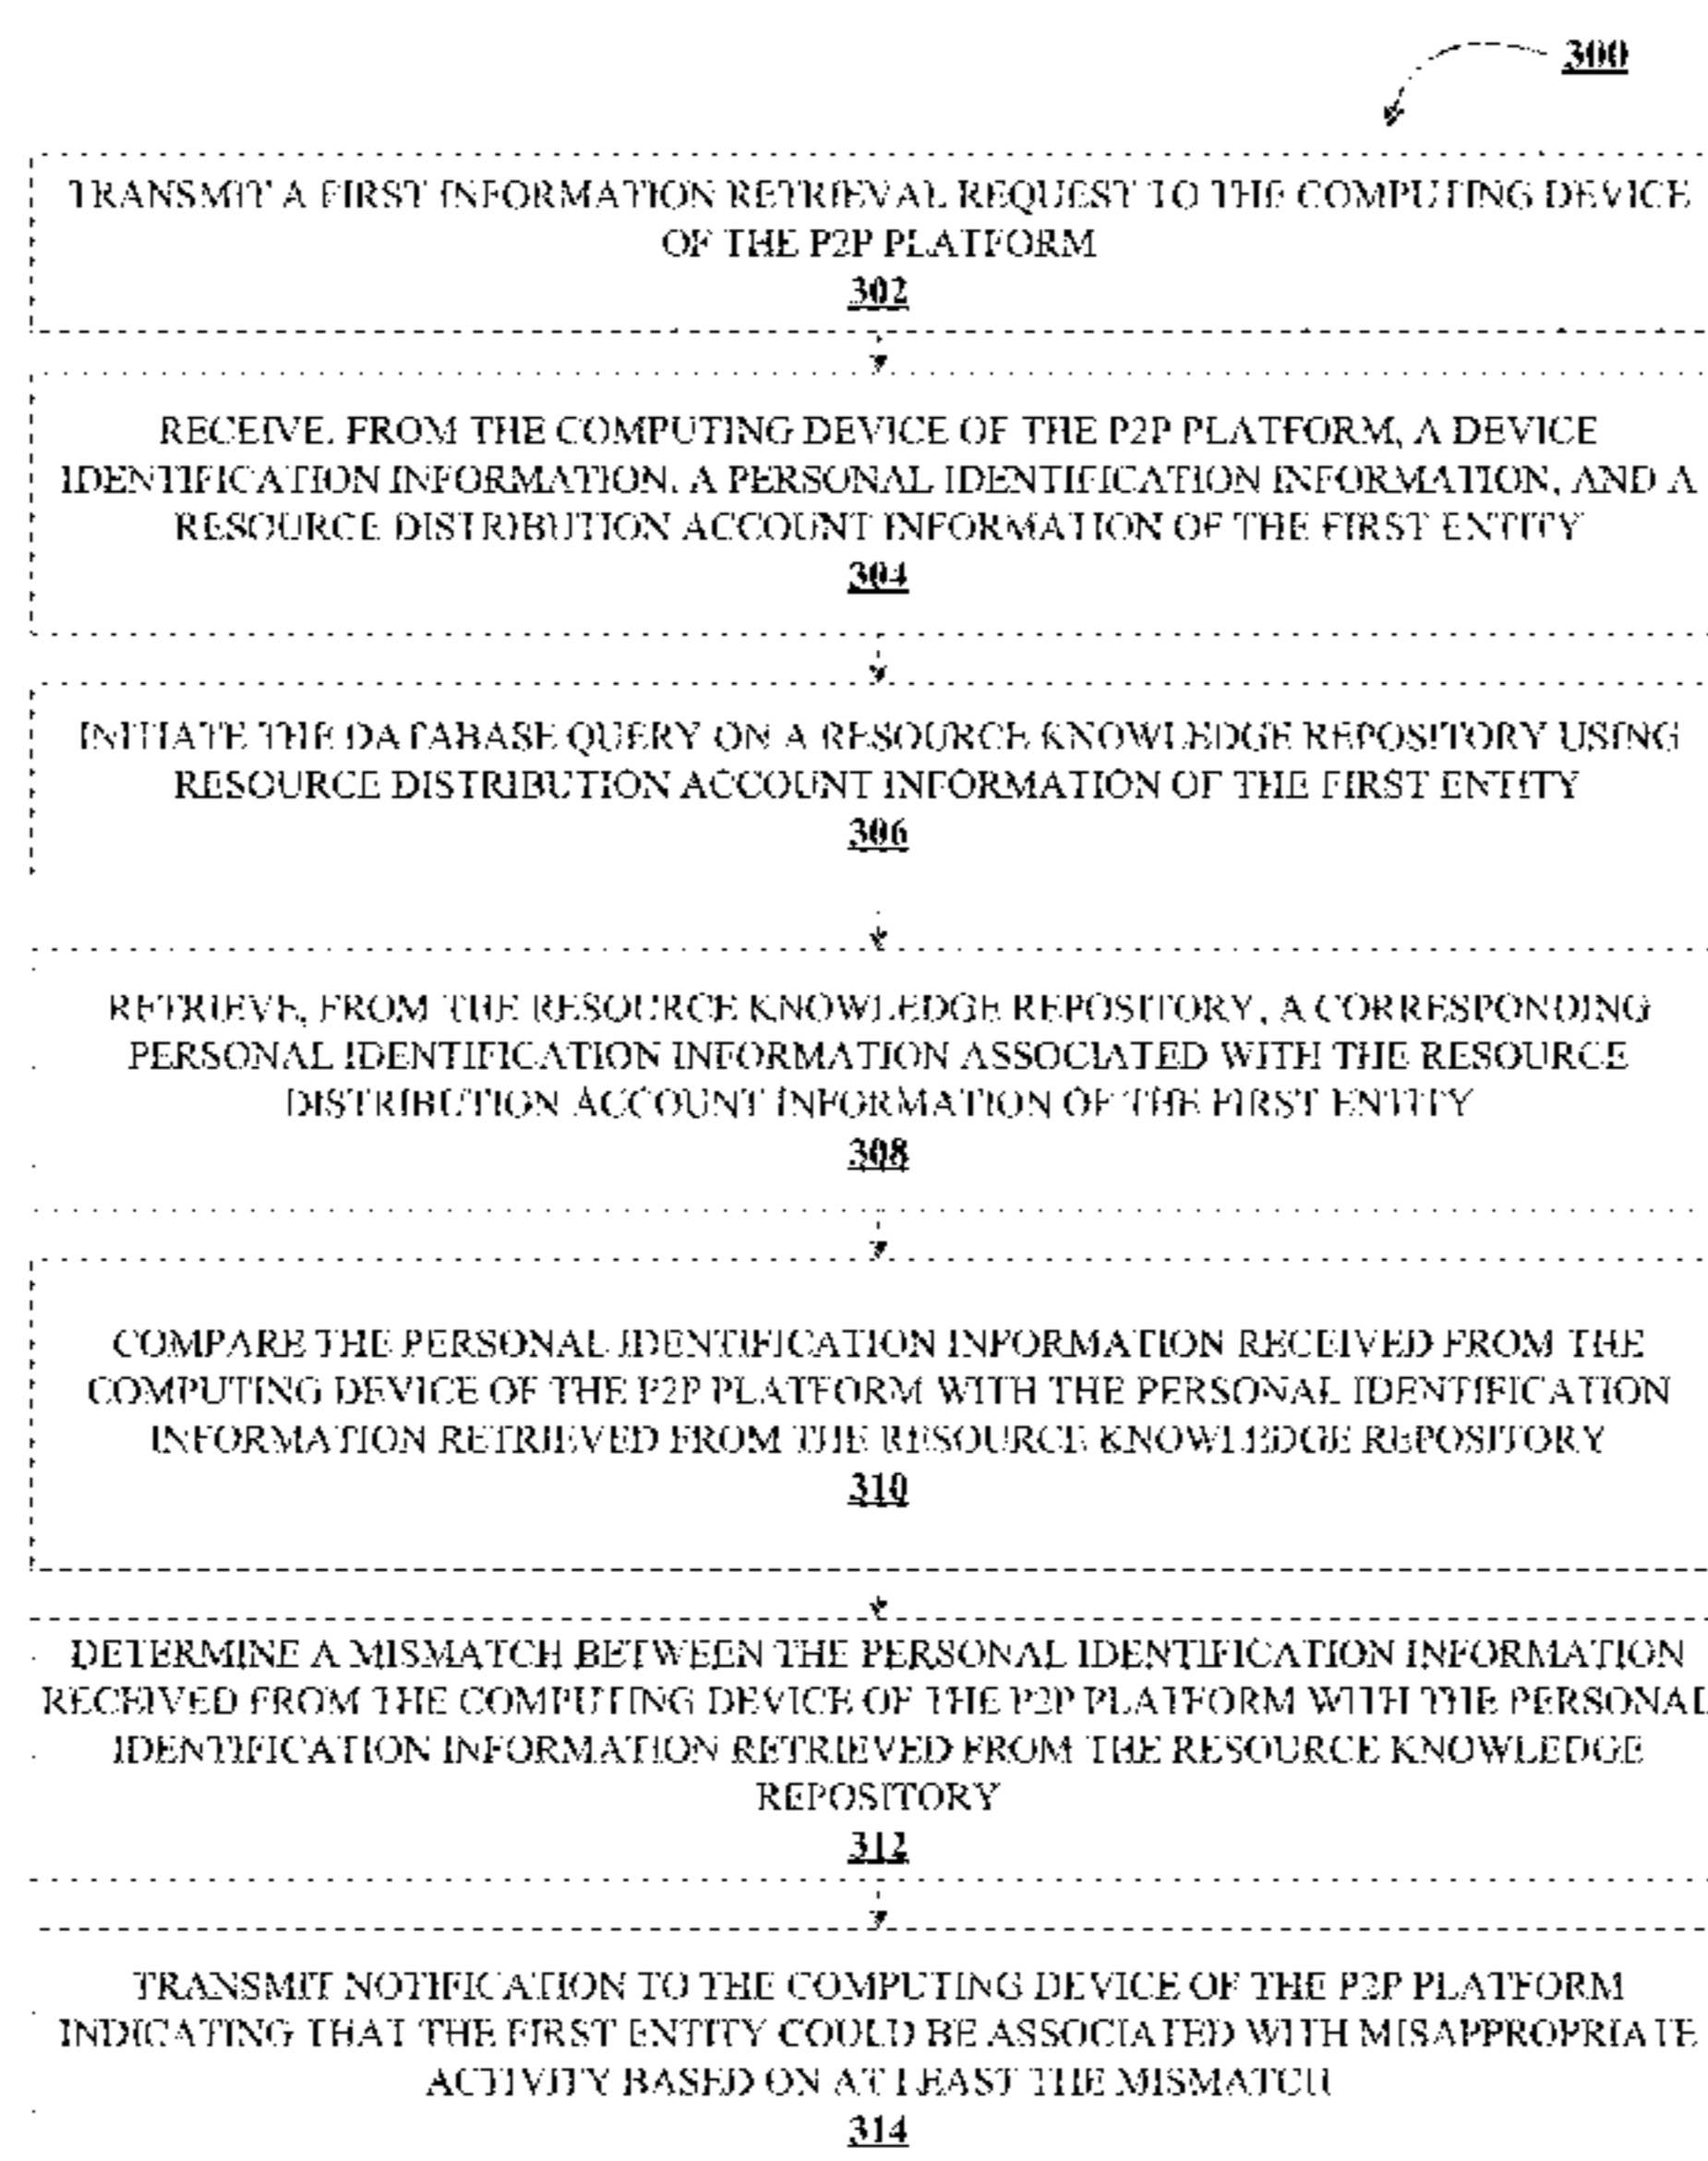 300
TRANSMIT A FIRST INFORMATION RETRIEVAL REQUEST TO THE COMPUTING DEVICE
OF THE P2P PLATFORM
302
RECEIVE, FROM THE COMPUTING DEVICE OF THE P2P PLATFORM, A DEVICE
IDENTIFICATION INFORMATION, A PERSONAL IDENTIFICATION INFORMATION, AND A
RESOURCE DISTRIBUTION ACCOUNT INFORMATION OF THE FIRST ENTITY
304
INITIATE THE DATABASE QUERY ON A RESOURCE KNOWLEDGE REPOSITORY USING
RESOURCE DISTRIBUTION ACCOUNT INFORMATION OF THE FIRST ENTITY
306
RETRIEVE, FROM THE RESOURCE KNOWLEDGE REPOSITORY, A CORRESPONDING
PERSONAL IDENTIFICATION INFORMATION ASSOCIATED WITH THE RESOURCE
DISTRIBUTION ACCOUNT INFORMATION OF THE FIRST ENTITY
308
COMPARE THE PERSONAL IDENTIFICATION INFORMATION RECEIVED FROM THE
COMPUTING DEVICE OF THE P2P PLATFORM WITH THE PERSONAL IDENTIFICATION
INFORMATION RETRIEVED FROM THE RESOURCE KNOWLEDGE REPOSITORY
310
DETERMINE A MISMATCH BETWEEN THE PERSONAL IDENTIFICATION INFORMATION
RECEIVED FROM THE COMPUTING DEVICE OF THE P2P PLATFORM WITH THE PERSONAL
IDENTIFICATION INFORMATION RETRIEVED FROM THE RESOURCE KNOWLEDGE
REPOSITORY
312
TRANSMIT NOTIFICATION TO THE COMPUTING DEVICE OF THE P2P PLATFORM
INDICATING THAT THE FIRST ENTITY COULD BE ASSOCIATED WITH MISAPPROPRIATE
ACTIVITY BASED ON AT LEAST THE MISMATCH
314